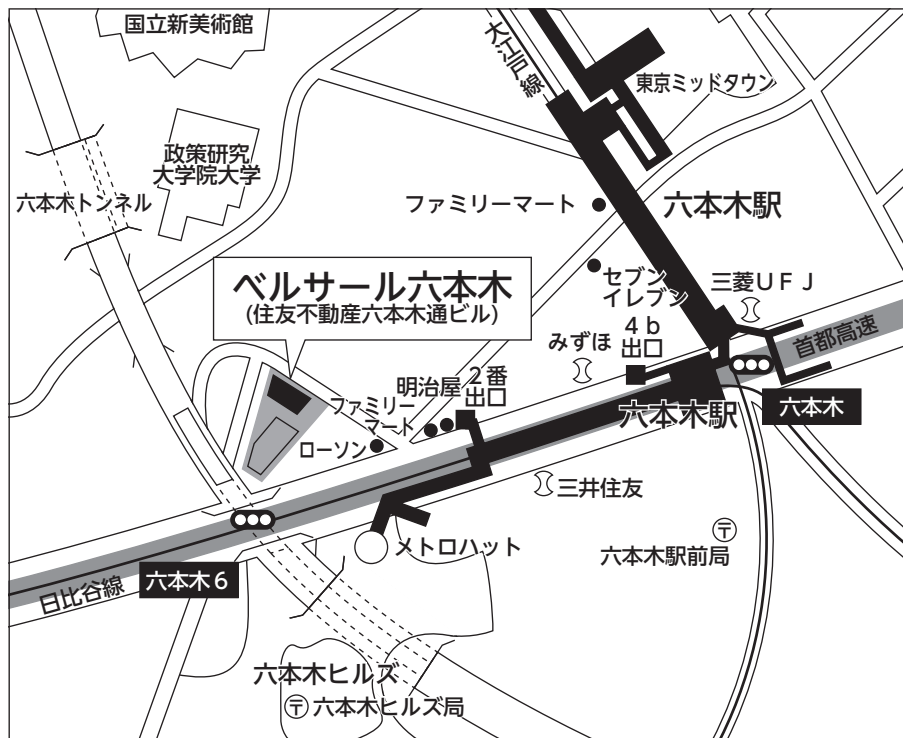 国立新美術館
大江戸線
東京ミッドタウン
政策研究
大学院大学
六本木トンネル
ファミリーマート
六本木駅
ベルサール六本木
(住友不動産六本木通ビル)
セブン
イレブン
三菱UFJ
みずほ
4b
出口
首都高速
明治屋
2番
出口
ファミリー
マート
ローソン
六本木駅
六本木
三井住友
メトロハット
〒
六本木駅前局
六本木6
日比谷線
六本木ヒルズ
〒六本木ヒルズ局